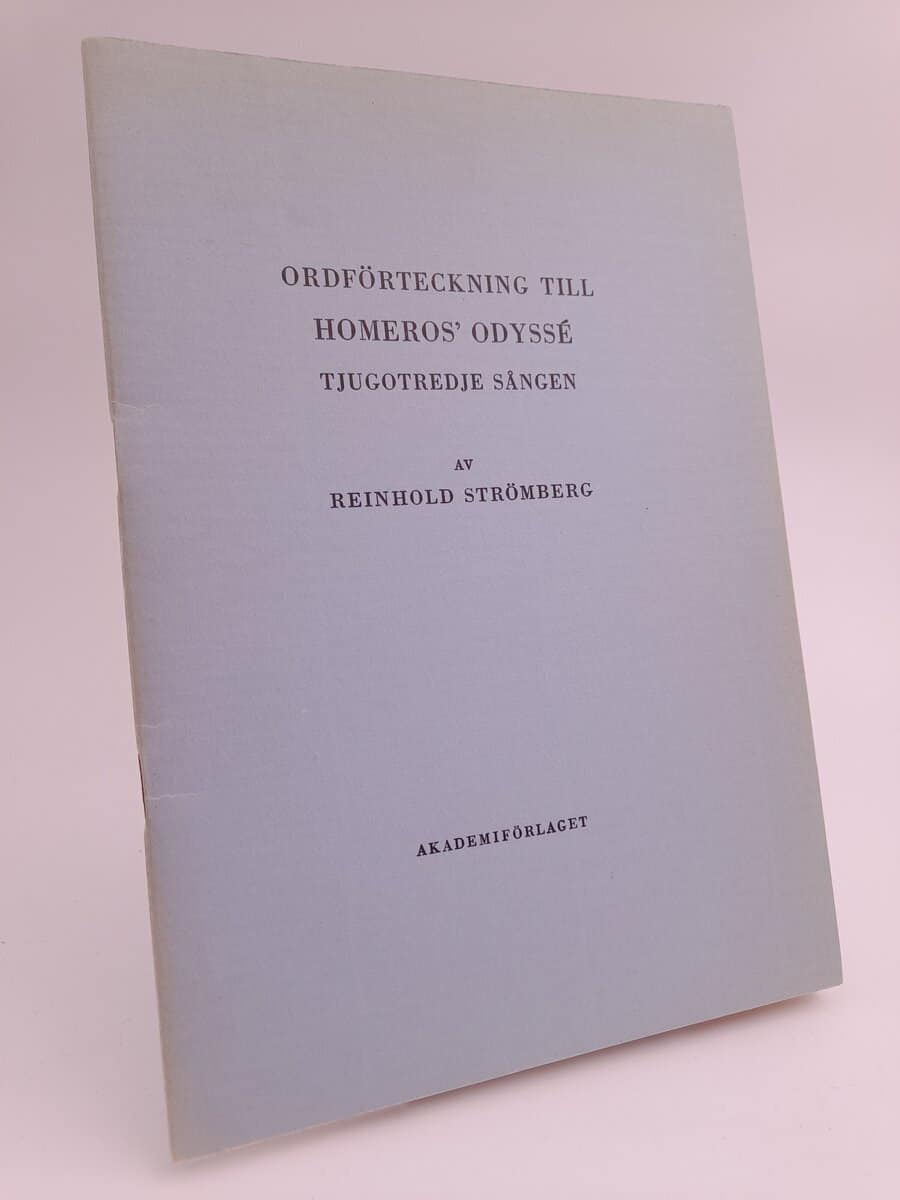 ORDFÖRTECKNING TILL
HOMEROS’ ODYSSÉ
TJUGOTREDJE SÅNGEN
AV
REINHOLD STRÖMBERG
AKADEMIFÖRLAGET